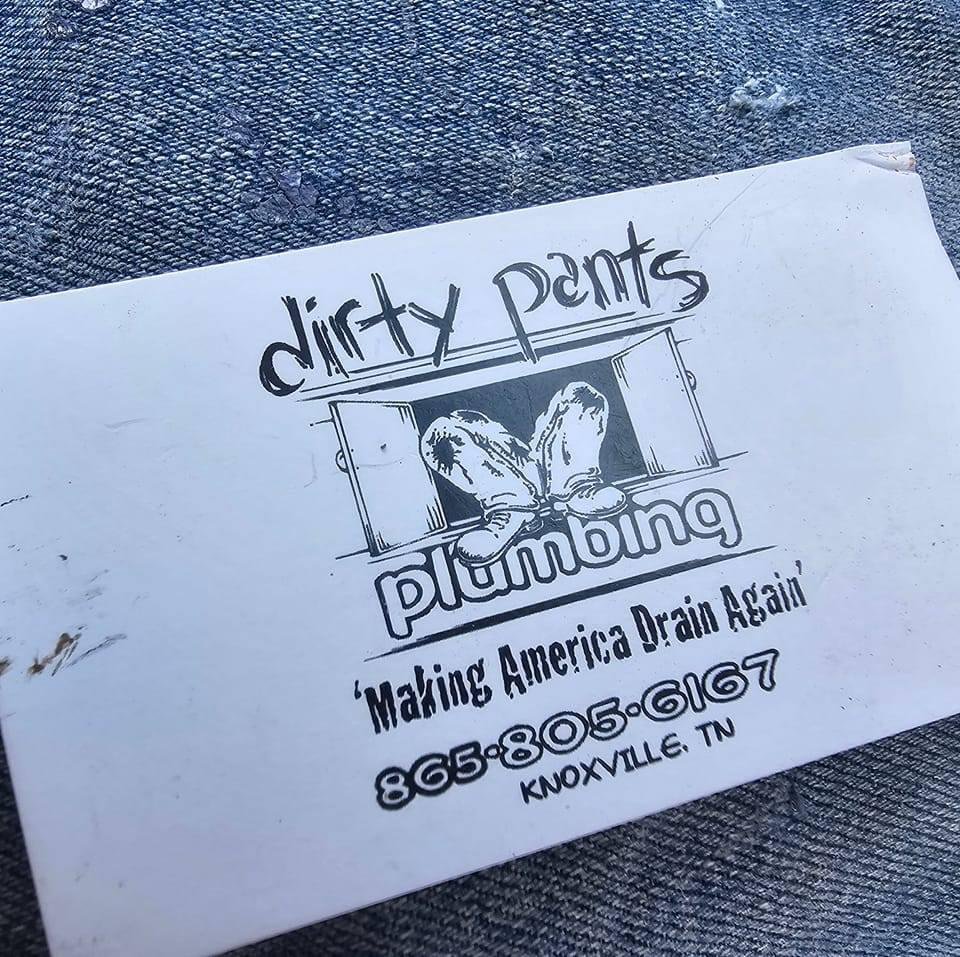 dirty pants
plumbing
'Making America Drain Again'
865·805·6167
KNOXVILLE, TN